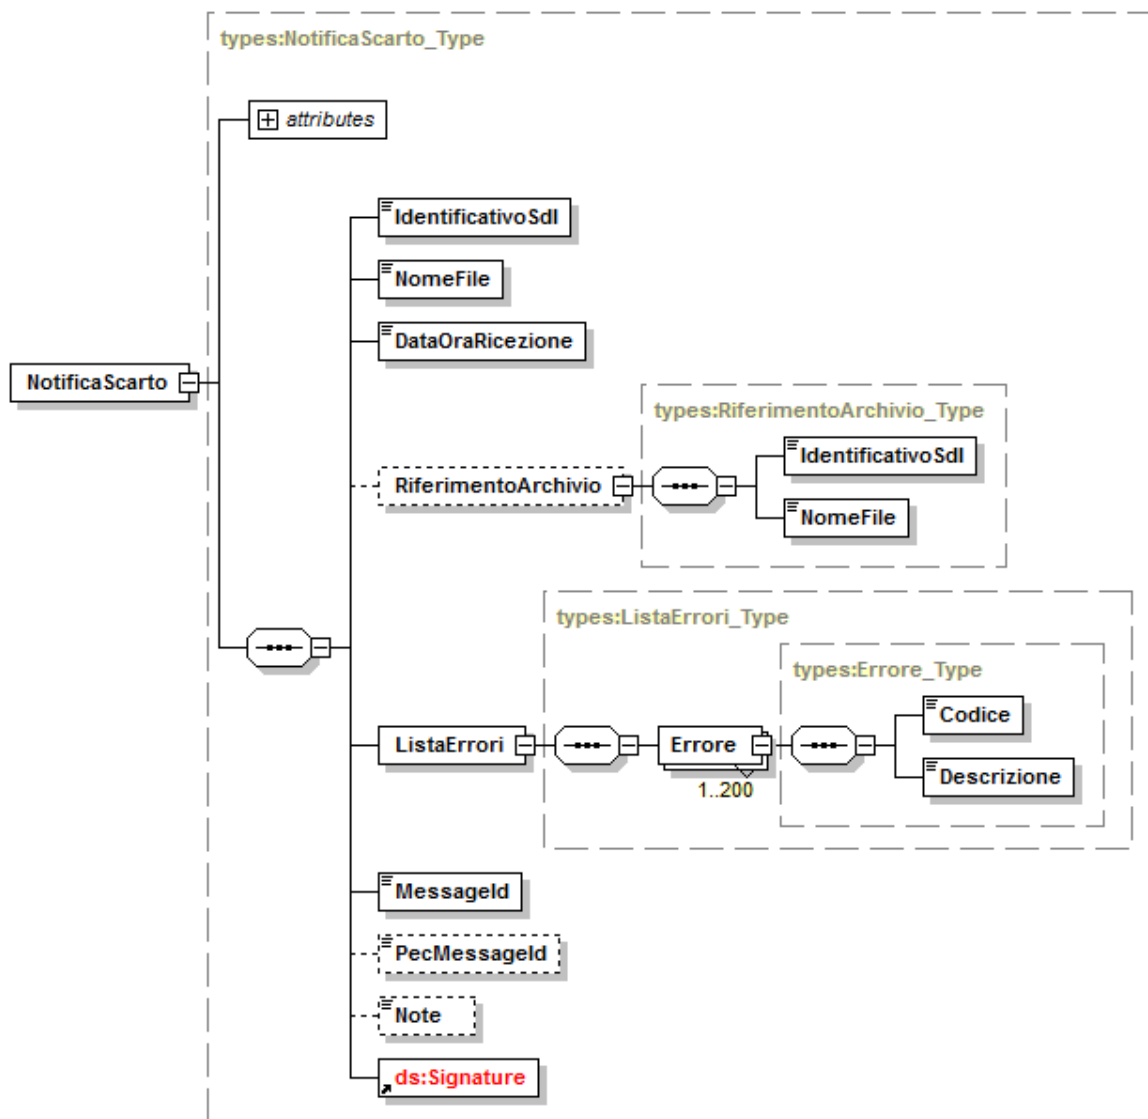 types:NotificaScarto_Type
attributes
IdentificativoSdI
NomeFile
DataOraRicezione
NotificaScarto
types:RiferimentoArchivio_Type
IdentificativoSdI
RiferimentoArchivio
NomeFile
types:ListaErrori_Type
types:Errore_Type
Codice
ListaErrori
Errore
Descrizione
1..200
MessageId
PecMessageId
Note
ds:Signature